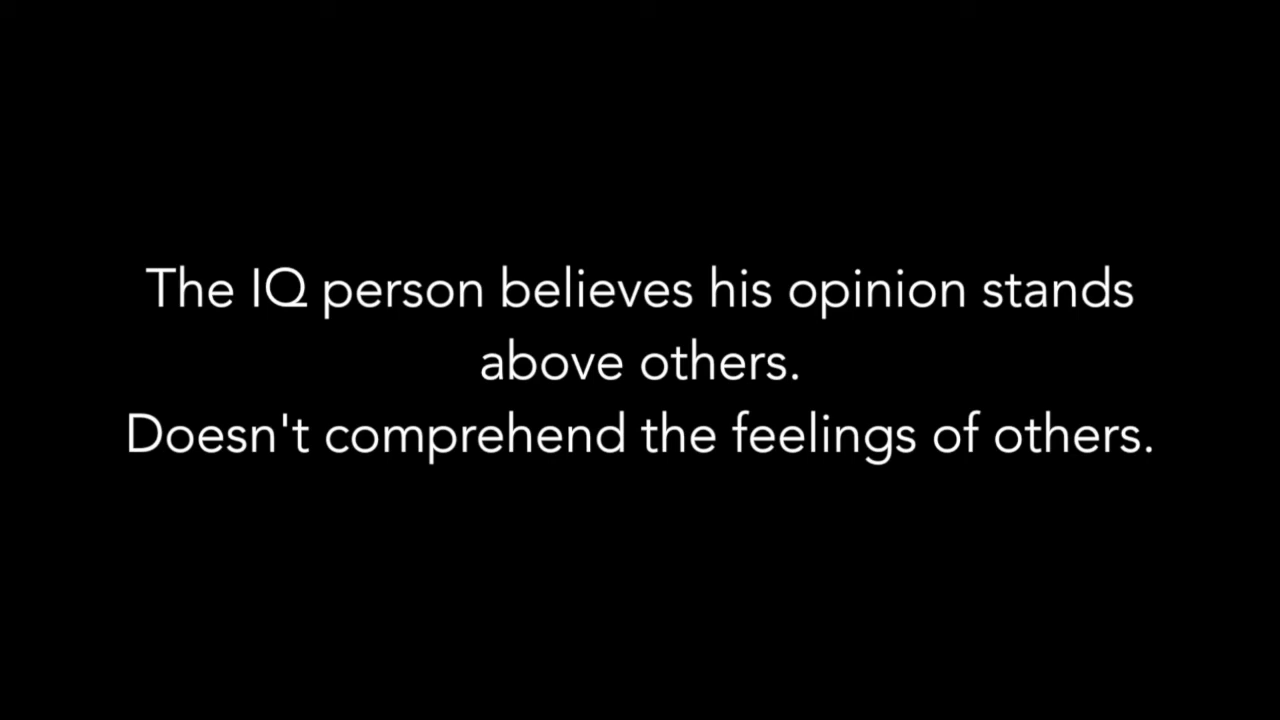 The IQ person believes his opinion stands
above others.
Doesn't comprehend the feelings of others.